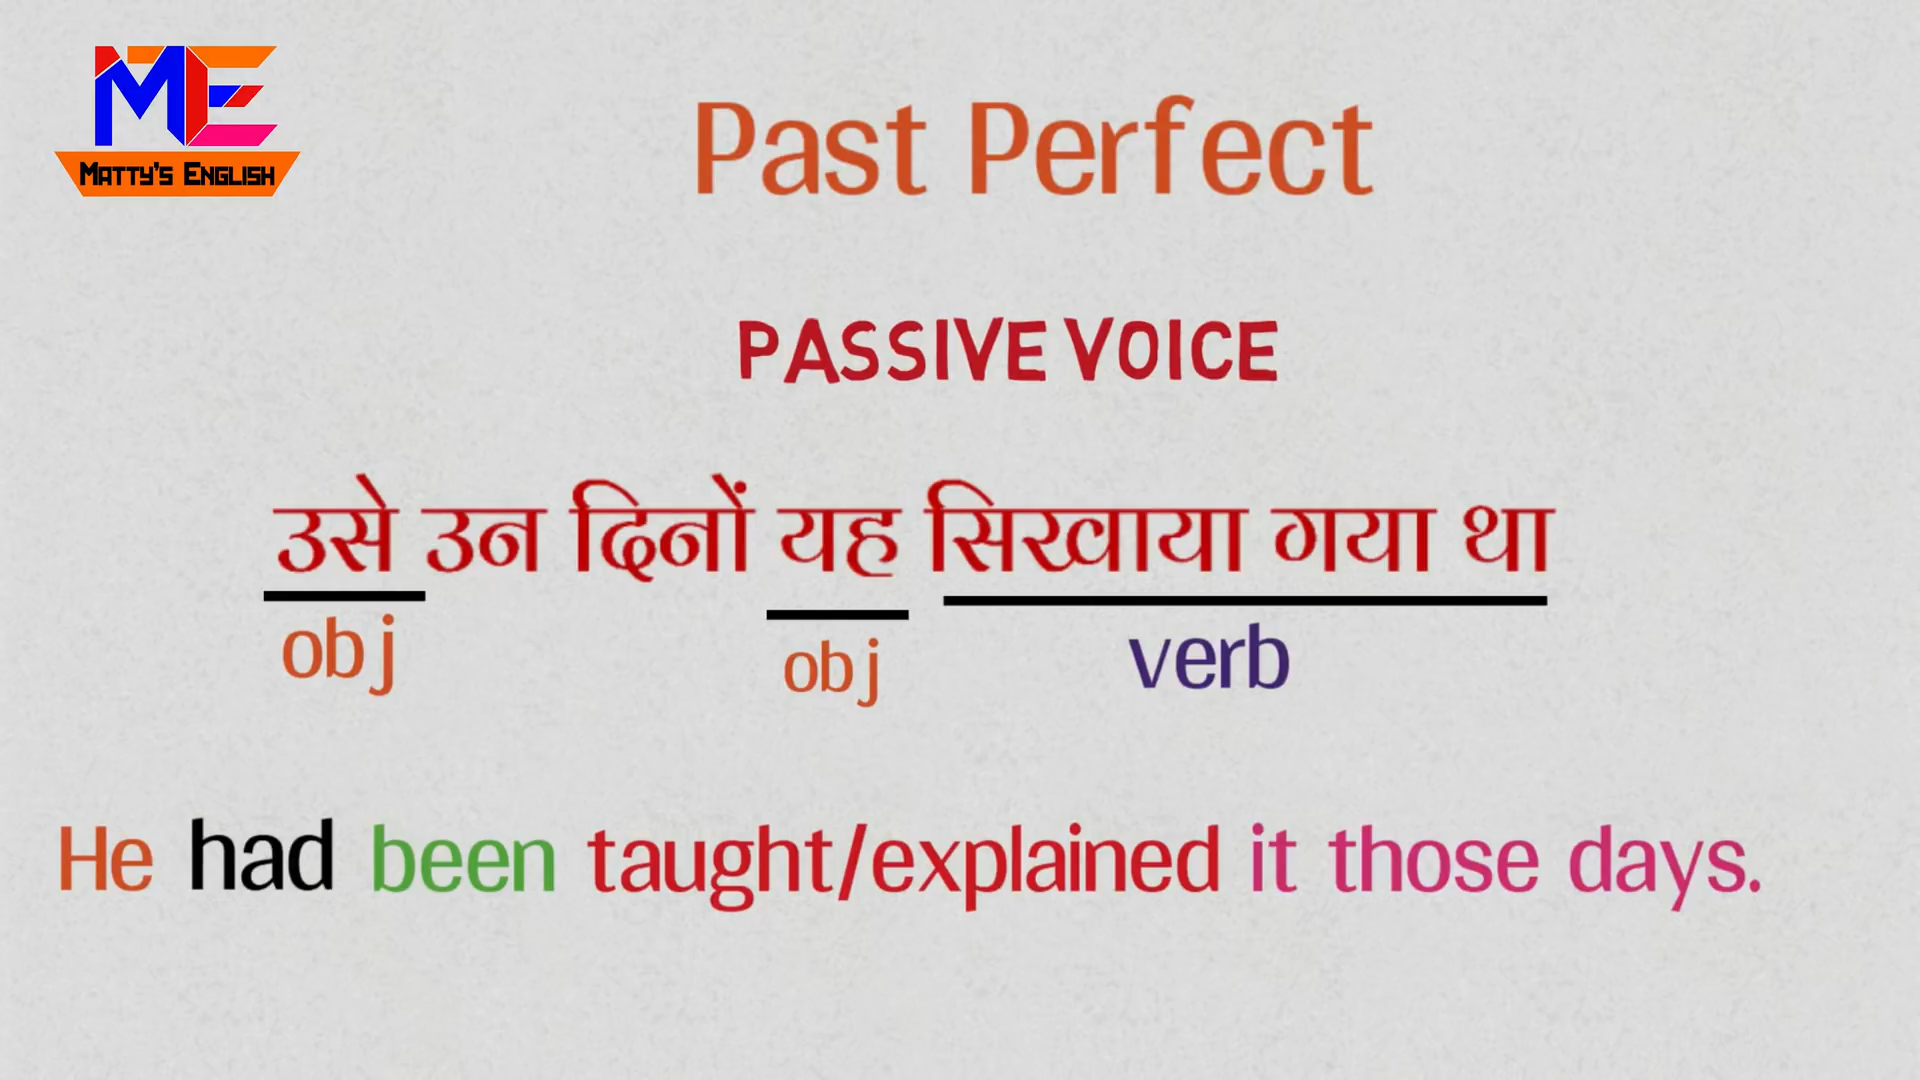 ME
Matty's English
Past Perfect
PASSIVE VOICE
उसे उन दिनों यह सिखाया गया था
obj obj verb
He had been taught/explained it those days.